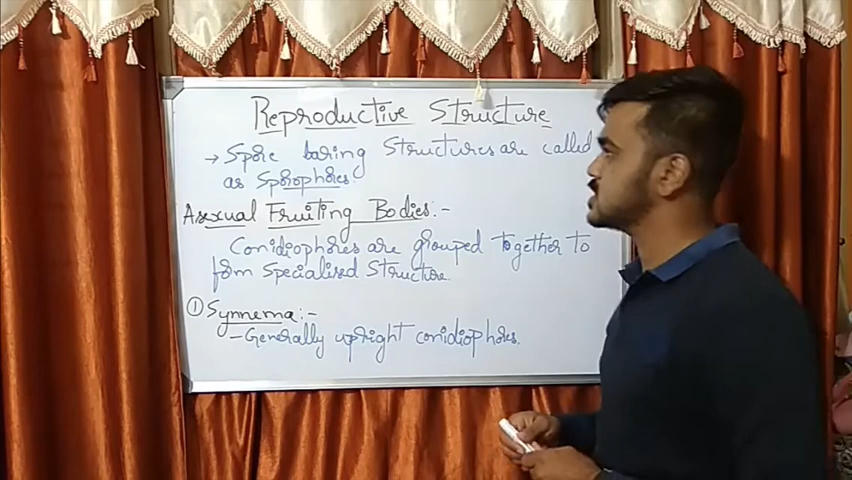 Reproductive Structure
→ Spore baring Structures are called
as Sporophores.
Asexual Fruiting Bodies.-
Conidiophores are grouped together to
form Specialised Structure.
① Synnema:-
- Generally upright conidiophores.